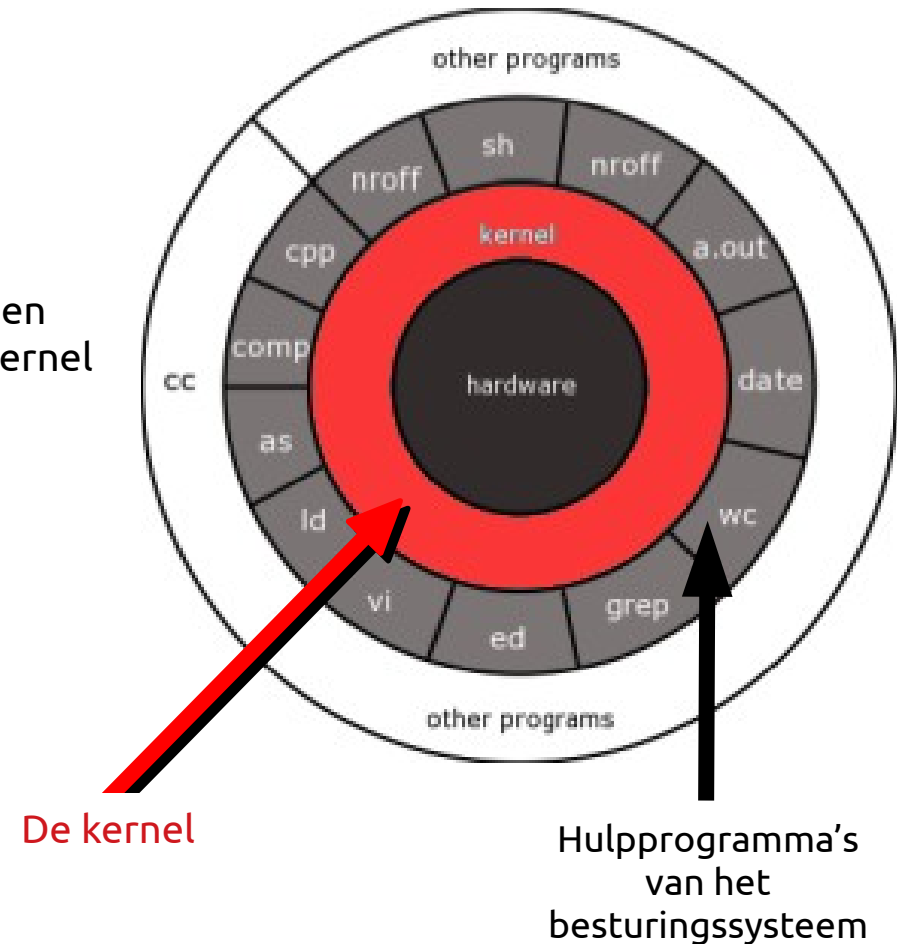 other programs
sh
nroff
nroff
kernel
cpp
a.out
en
ernel
comp
cc
hardware
date
as
ld
wc
vi
grep
ed
other programs
De kernel
Hulpprogramma's
van het
besturingssysteem